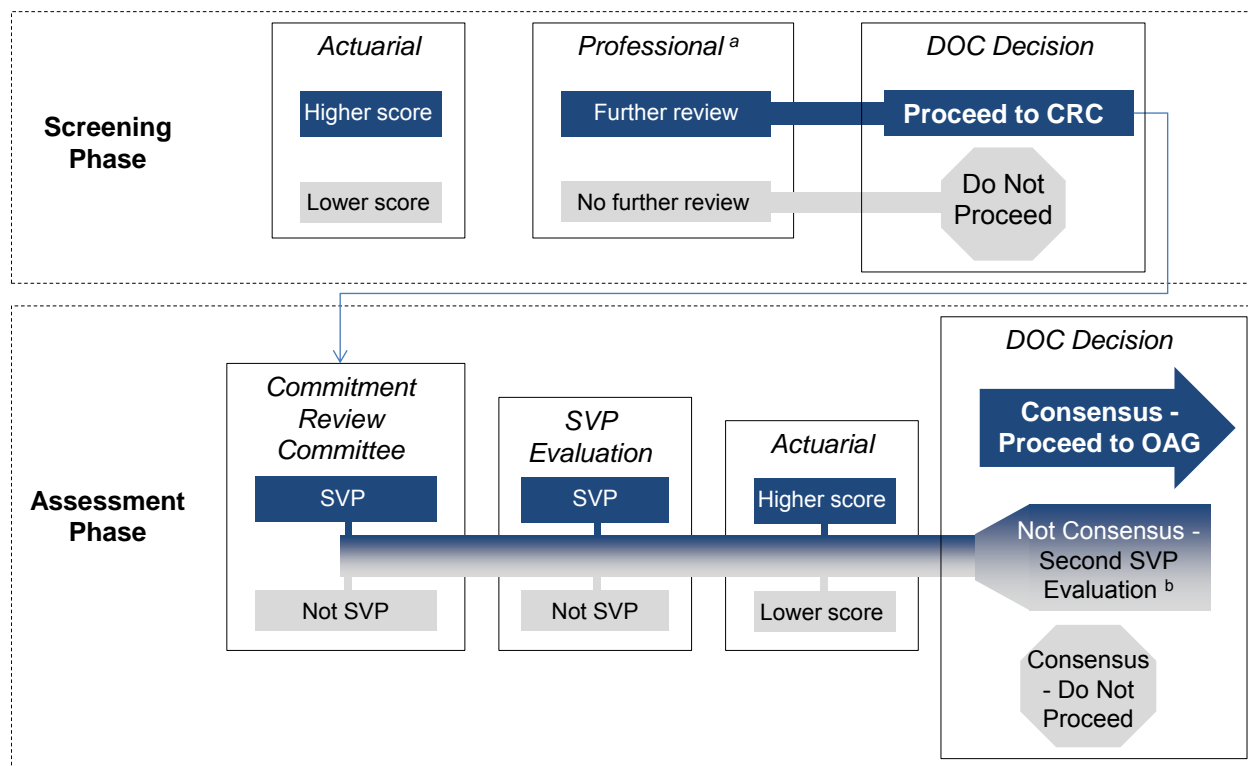 Screening
Phase
Actuarial
Higher score
Lower score
Professional a
Further review
No further review
DOC Decision
Proceed to CRC
Do Not
Proceed
Assessment
Phase
Commitment
Review
Committee
SVP
Not SVP
SVP
Evaluation
SVP
Not SVP
Actuarial
Higher score
Lower score
DOC Decision
Consensus -
Proceed to OAG
Not Consensus -
Second SVP
Evaluation b
Consensus
- Do Not
Proceed